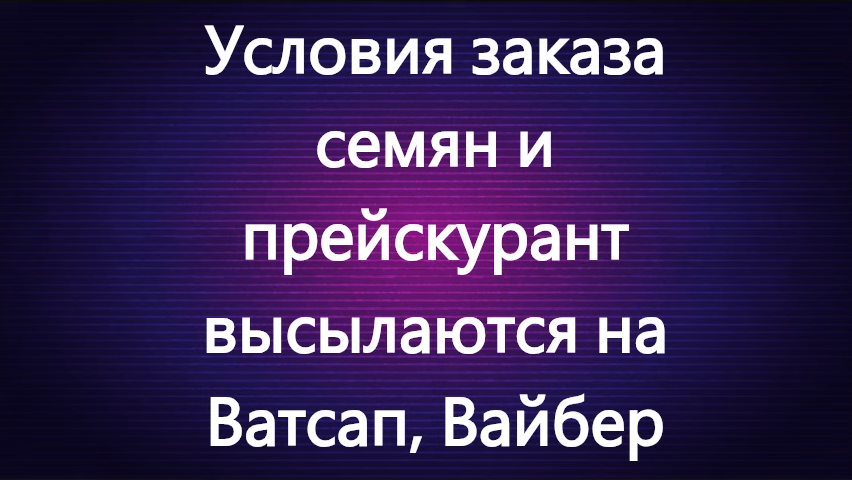 Условия заказа
семян и
прейскурант
высылаются на
Ватсап, Вайбер